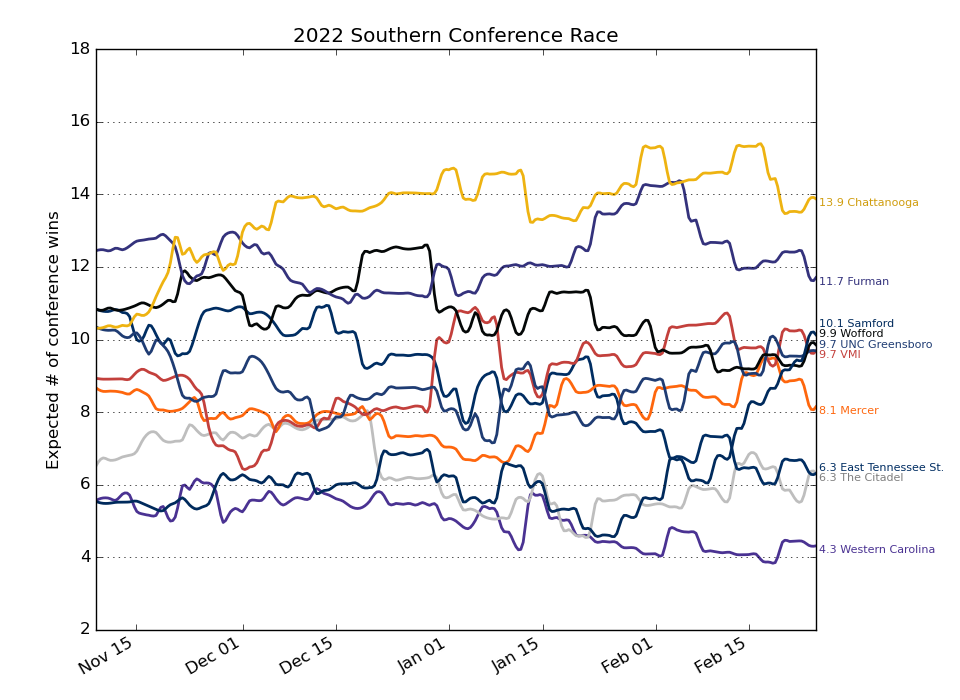 2022 Southern Conference Race
Expected # of conference wins
18
16
14
12
10
8
6
4
2
Nov 15
Dec 01
Dec 15
Jan 01
Jan 15
Feb 01
Feb 15
13.9 Chattanooga
11.7 Furman
10.1 Samford
9.9 Wofford
9.7 UNC Greensboro
9.7 VMI
8.1 Mercer
6.3 East Tennessee St.
6.3 The Citadel
4.3 Western Carolina